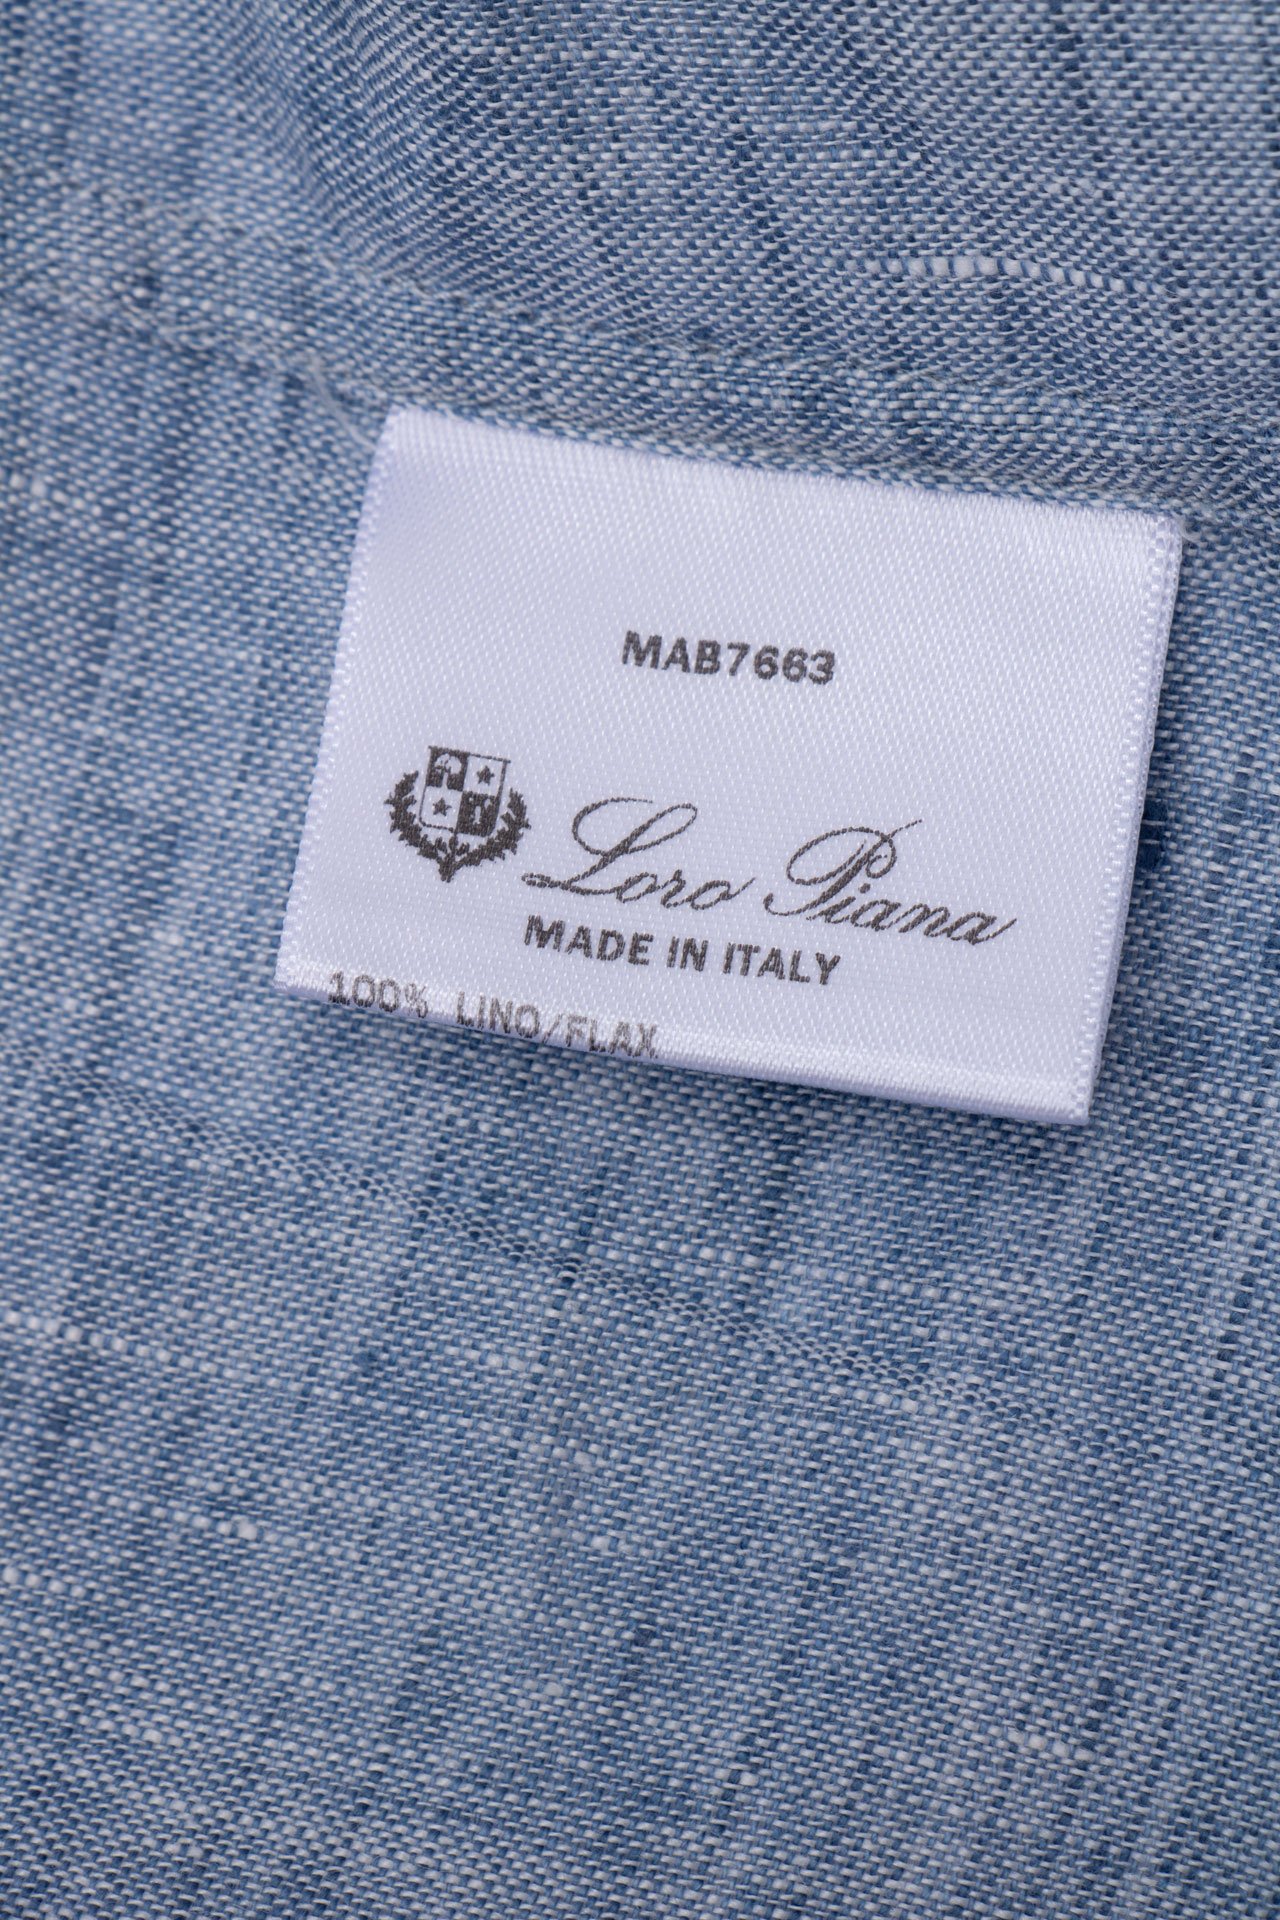 MAB7663
Loro Piana
MADE IN ITALY
100% LINO/FLAX